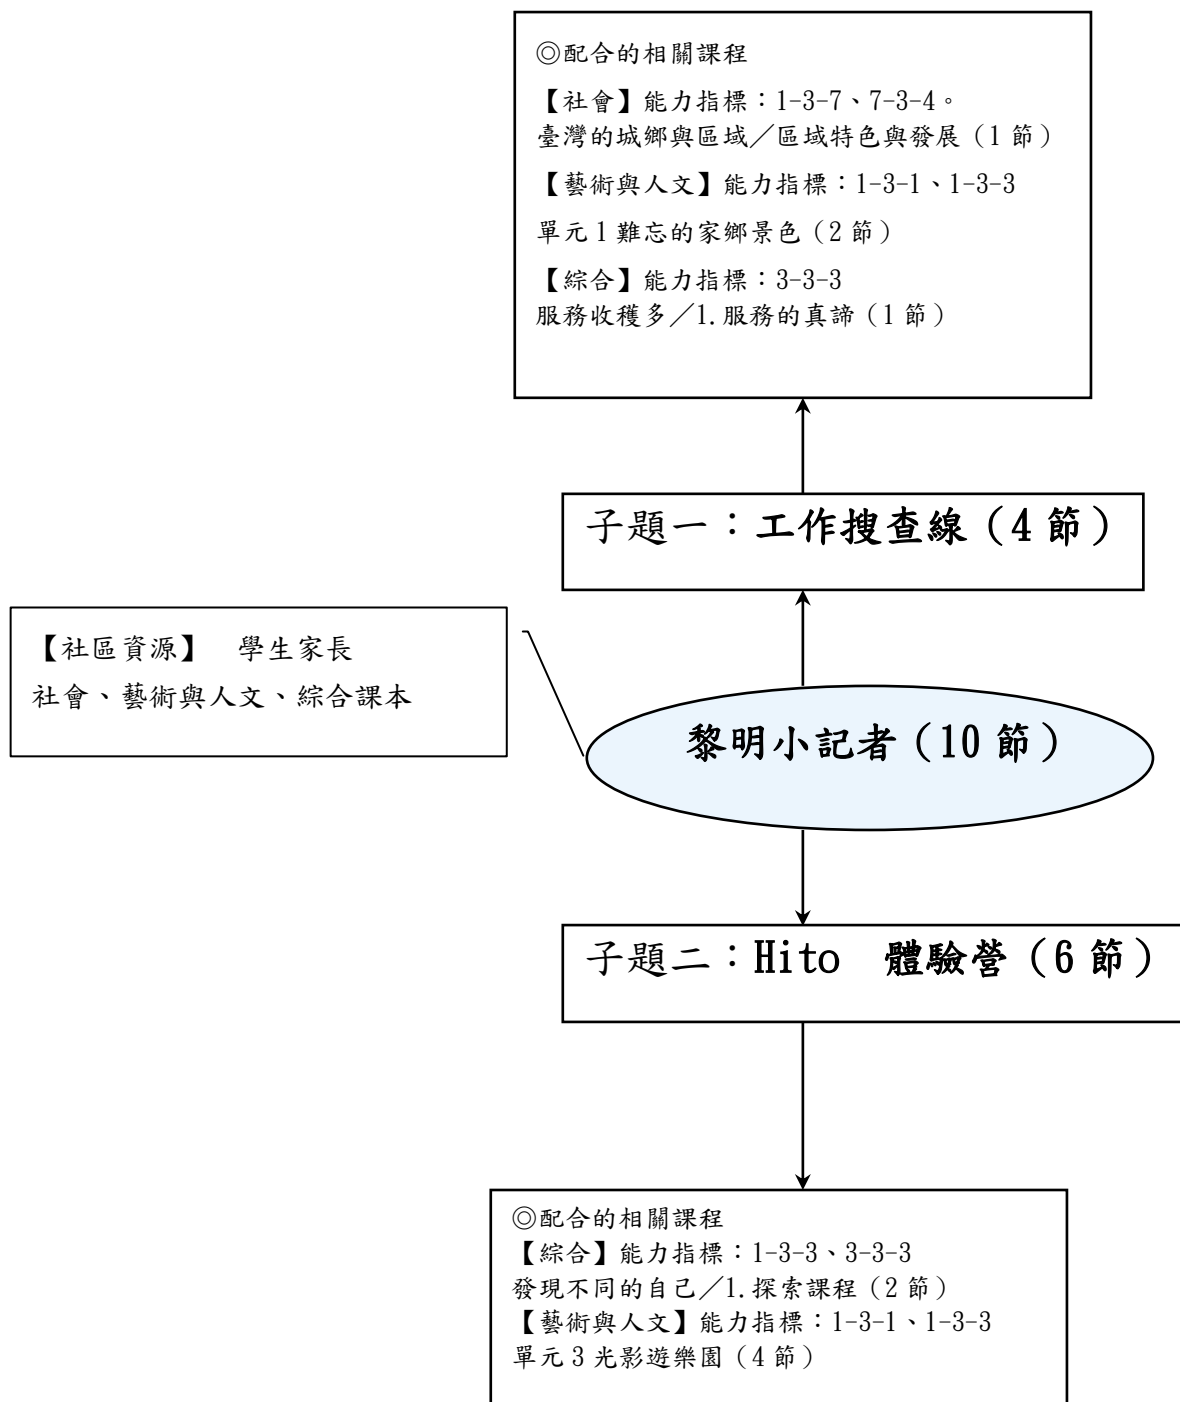 ◎配合的相關課程
【社會】能力指標：1-3-7、7-3-4。
臺灣的城鄉與區域／區域特色與發展（1 節）
【藝術與人文】能力指標：1-3-1、1-3-3
單元 1 難忘的家鄉景色（2 節）
【綜合】能力指標：3-3-3
服務收穫多／1.服務的真諦（1 節）
子題一：工作搜查線（4 節）
【社區資源】　學生家長
社會、藝術與人文、綜合課本
黎明小記者（10 節）
子題二：Hito　體驗營（6 節）
◎配合的相關課程
【綜合】能力指標：1-3-3、3-3-3
發現不同的自己／1.探索課程（2 節）
【藝術與人文】能力指標：1-3-1、1-3-3
單元 3 光影遊樂園（4 節）